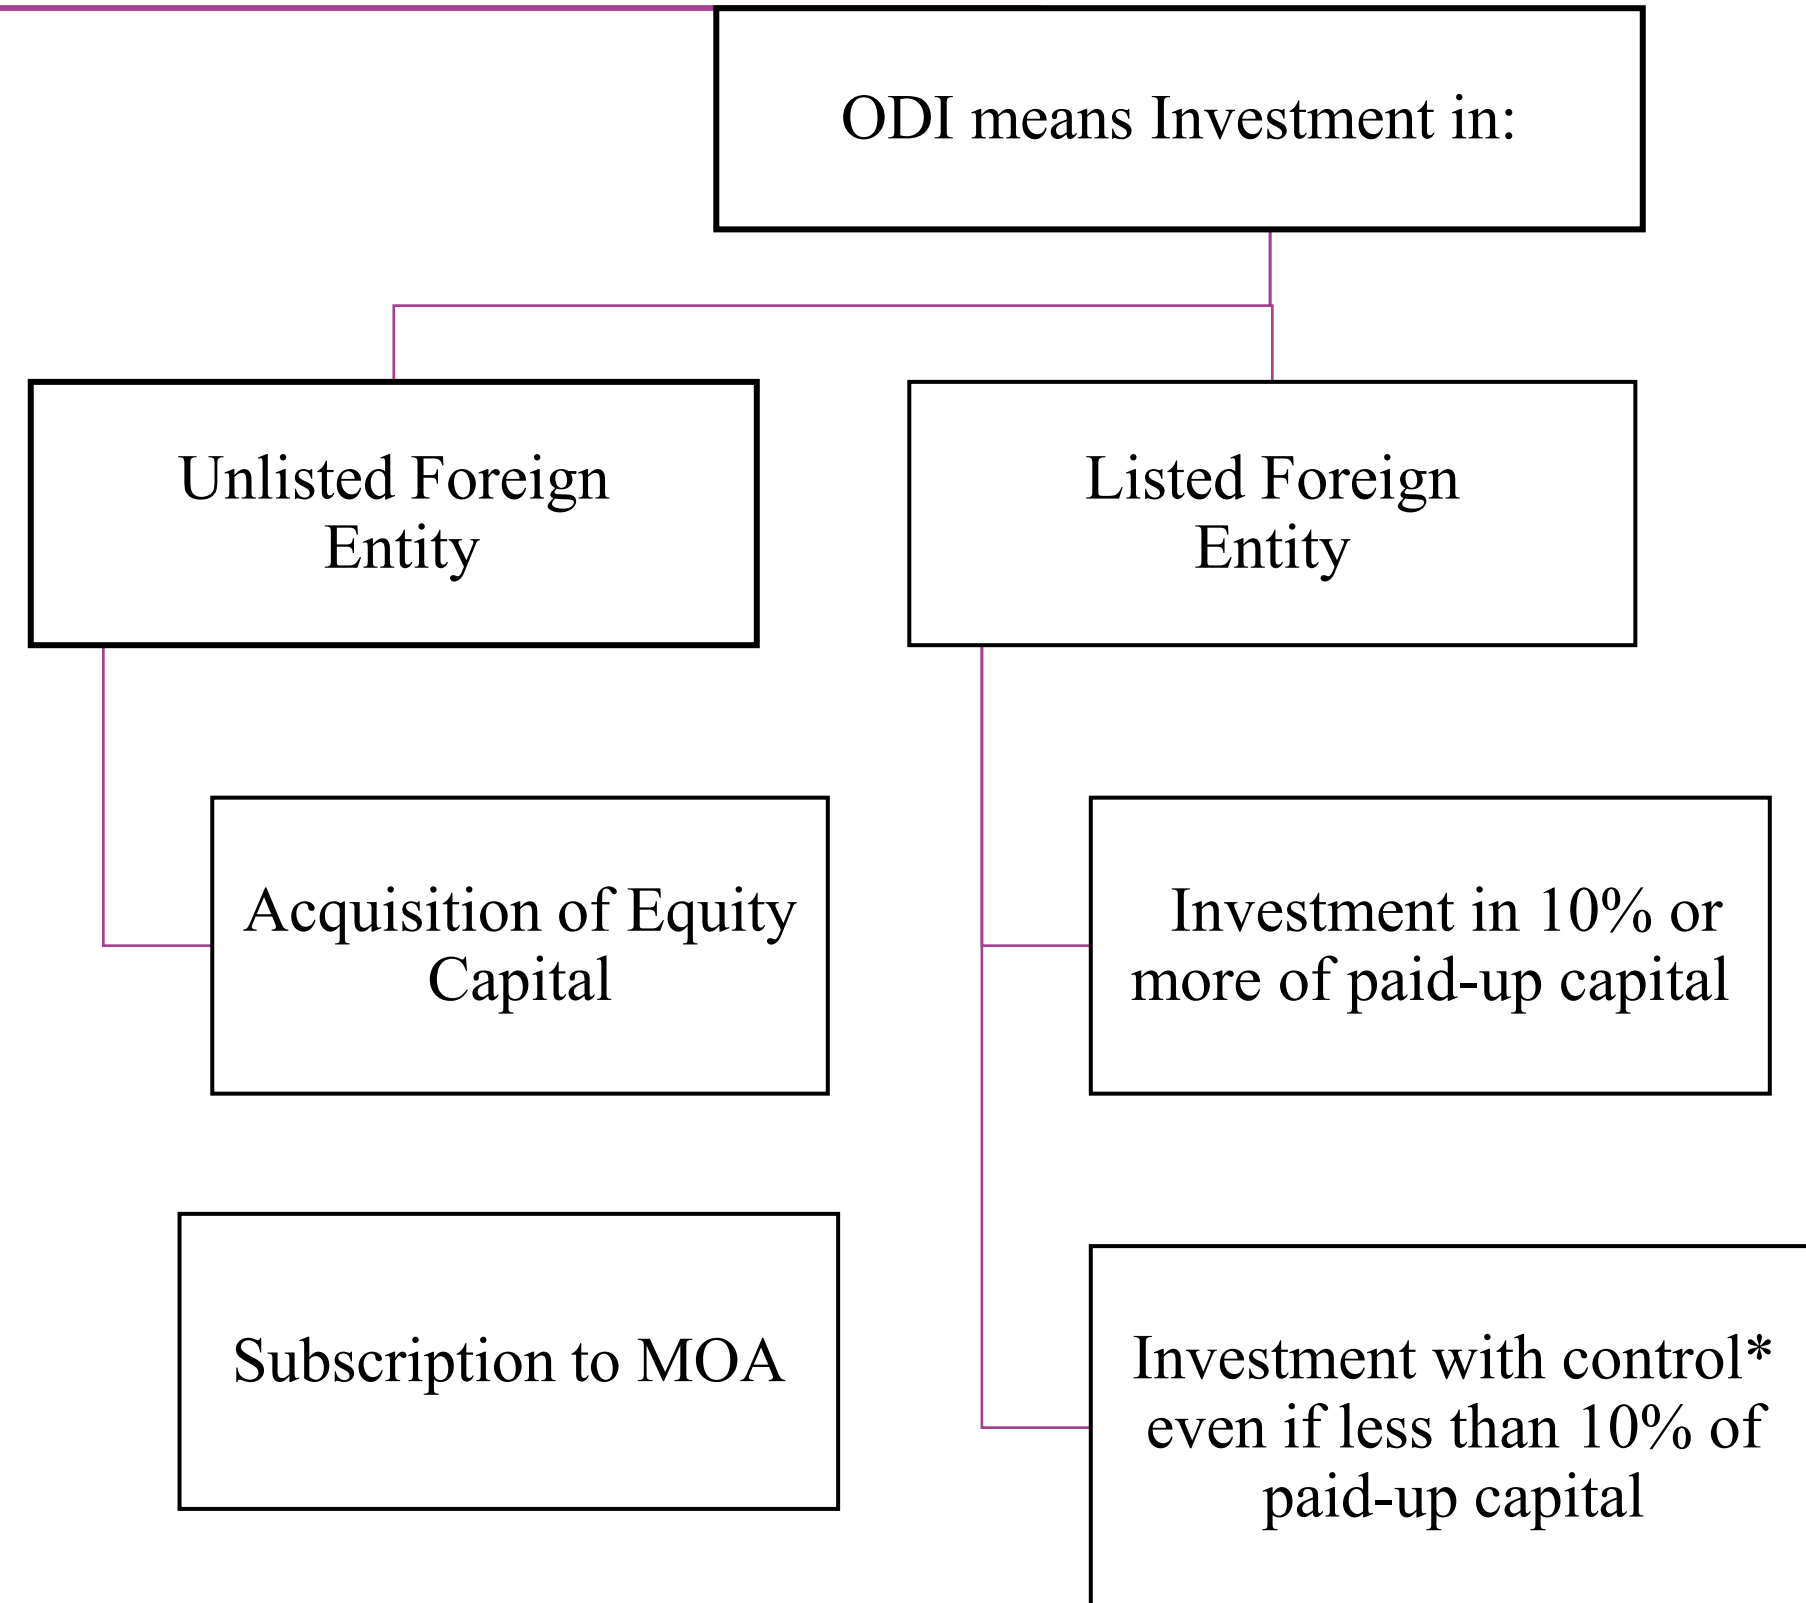 ODI means Investment in:
Unlisted Foreign
Entity
Listed Foreign
Entity
Acquisition of Equity
Capital
Investment in 10% or
more of paid-up capital
Subscription to MOA
Investment with control*
even if less than 10% of
paid-up capital